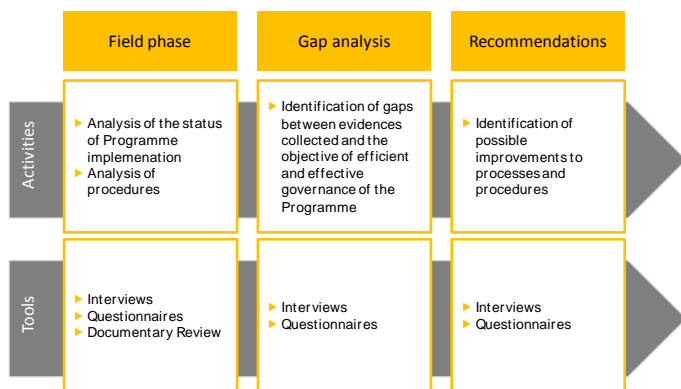 Field phase
Gap analysis
Recommendations
Activities
Analysis of the status
of Programme
implemenation
Analysis of
procedures
Identification of gaps
between evidences
collected and the
objective of efficient
and effective
governance of the
Programme
Identification of
possible
improvements to
processes and
procedures
Tools
Interviews
Questionnaires
Documentary Review
Interviews
Questionnaires
Interviews
Questionnaires